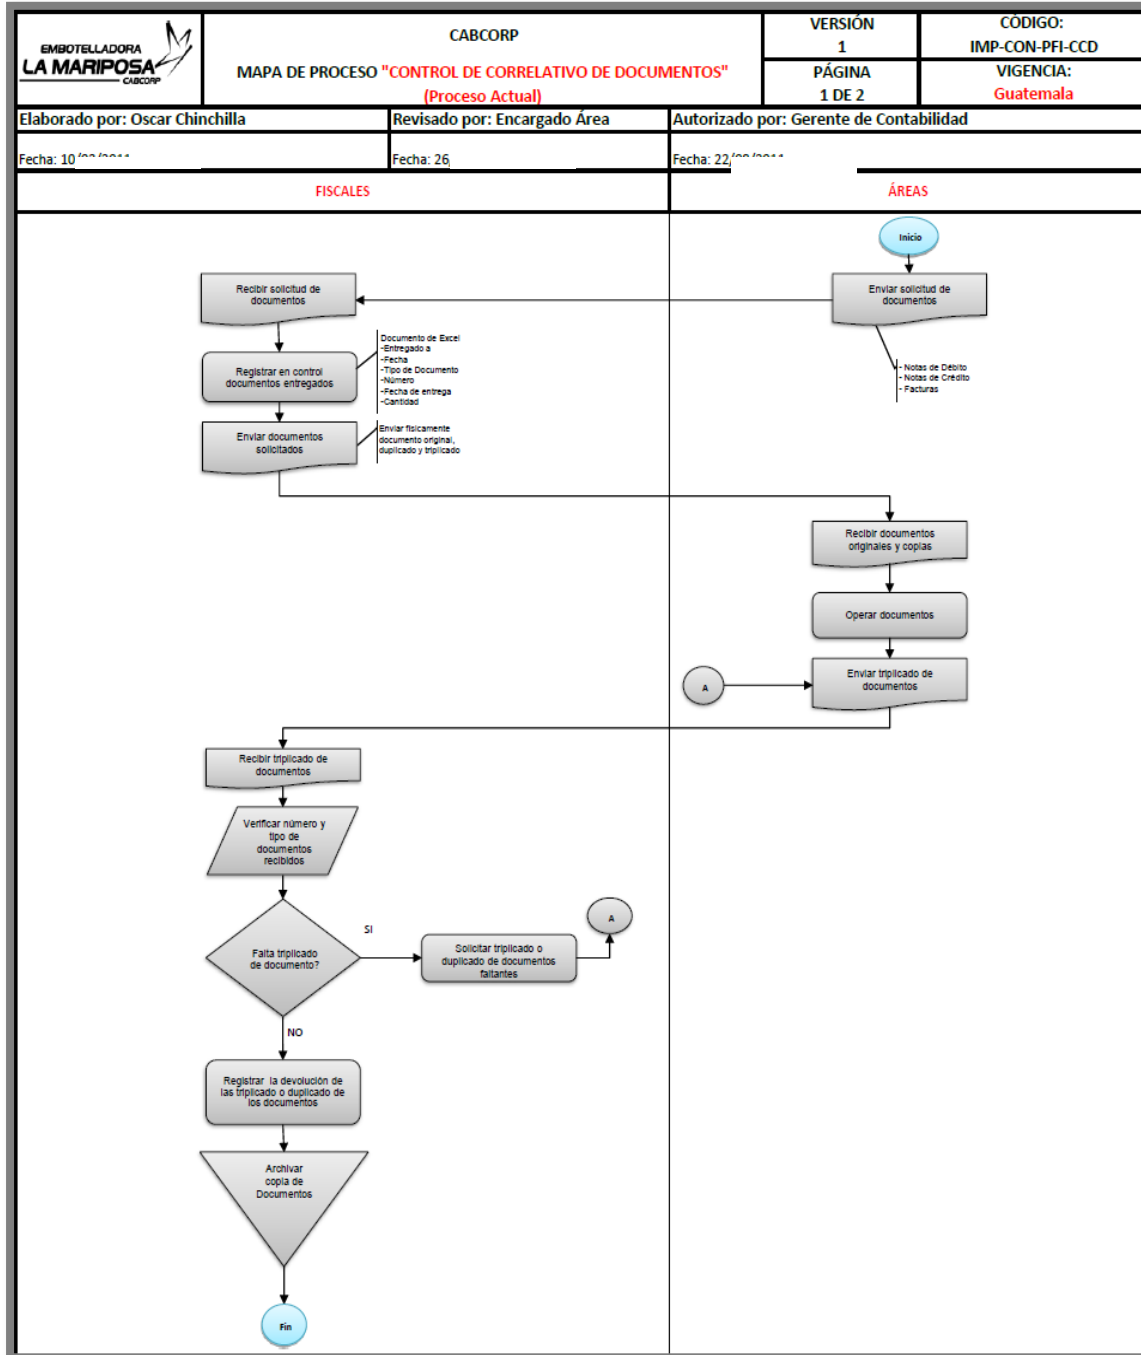 EMBOTELLADORA
LA MARIPOSA
CABCORP
CABCORP
MAPA DE PROCESO "CONTROL DE CORRELATIVO DE DOCUMENTOS"
(Proceso Actual)
VERSIÓN
1
CÓDIGO:
IMP-CON-PFI-CCD
PÁGINA
1 DE 2
VIGENCIA:
Guatemala
Elaborado por: Oscar Chinchilla
Revisado por: Encargado Área
Autorizado por: Gerente de Contabilidad
Fecha: 10
Fecha: 26
Fecha: 22/
FISCALES
ÁREAS
Inicio
Recibir solicitud de
documentos
Enviar solicitud de
documentos
Documento de Excel
-Entregado a
-Fecha
-Tipo de Documento
-Número
-Fecha de entrega
-Cantidad
Registrar en control
documentos entregados
- Notas de Débito
- Notas de Crédito
- Facturas
Enviar documentos
solicitados
Enviar físicamente
documento original,
duplicado y triplicado
Recibir documentos
originales y copias
Operar documentos
Enviar triplicado de
documentos
A
Recibir triplicado de
documentos
Verificar número y
tipo de
documentos
recibidos
Falta triplicado
de documento?
SI
Solicitar triplicado o
duplicado de documentos
faltantes
A
NO
Registrar la devolución de
las triplicado o duplicado de
los documentos
Archivar
copia de
Documentos
Fin